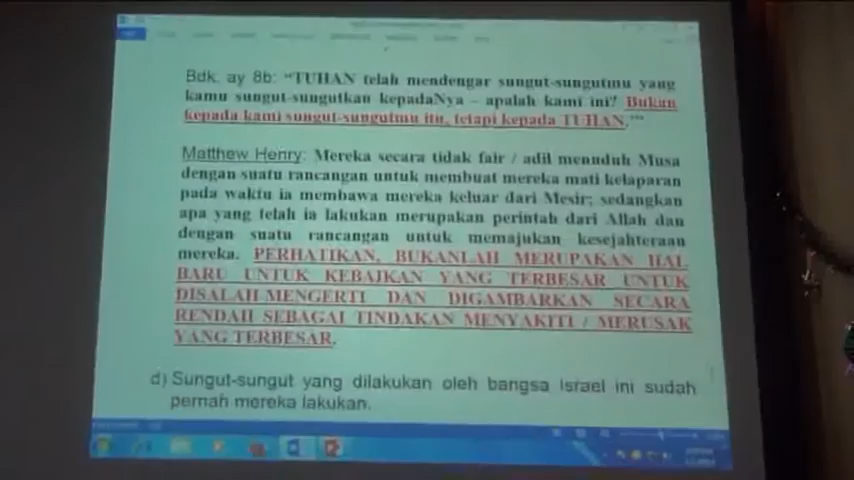 Bdk. ay 8b: "TUHAN telah mendengar sungut-sungutmu yang
kamu sungut-sungutkan kepadaNya – apalah kami ini? Bukan
kepada kami sungut-sungutmu itu, tetapi kepada TUHAN.'"
Matthew Henry: Mereka secara tidak fair / adil menuduh Musa
dengan suatu rancangan untuk membuat mereka mati kelaparan
pada waktu ia membawa mereka keluar dari Mesir; sedangkan
apa yang telah ia lakukan merupakan perintah dari Allah dan
dengan suatu rancangan untuk memajukan kesejahteraan
mereka. PERHATIKAN, BUKANLAH MERUPAKAN HAL
BARU UNTUK KEBAJIKAN YANG TERBESAR UNTUK
DISALAH-MENGERTI DAN DIGAMBARKAN SECARA
RENDAH SEBAGAI TINDAKAN MENYAKITI / MERUSAK
YANG TERBESAR.
d) Sungut-sungut yang dilakukan oleh bangsa Israel ini sudah
pernah mereka lakukan.